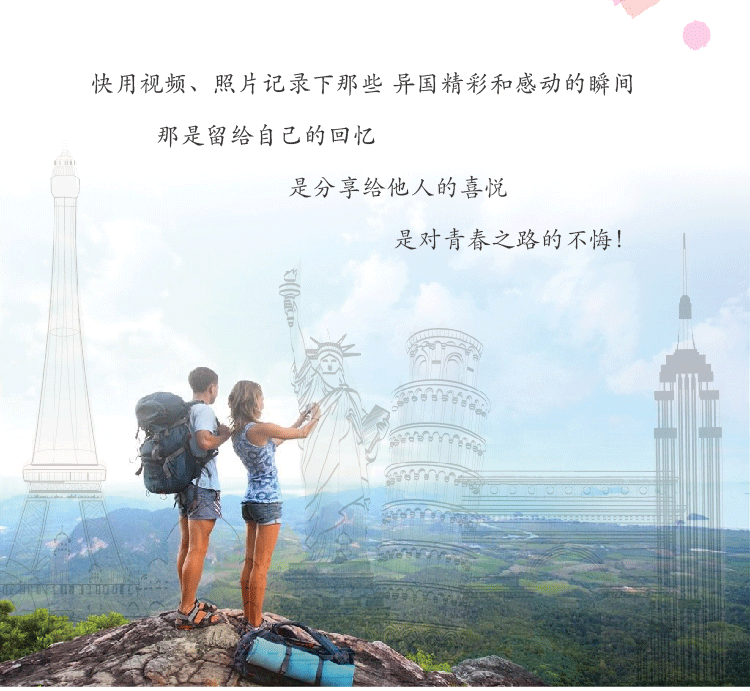 快用视频、照片记录下那些 异国精彩和感动的瞬间
那是留给自己的回忆
是分享给他人的喜悦
是对青春之路的不悔!